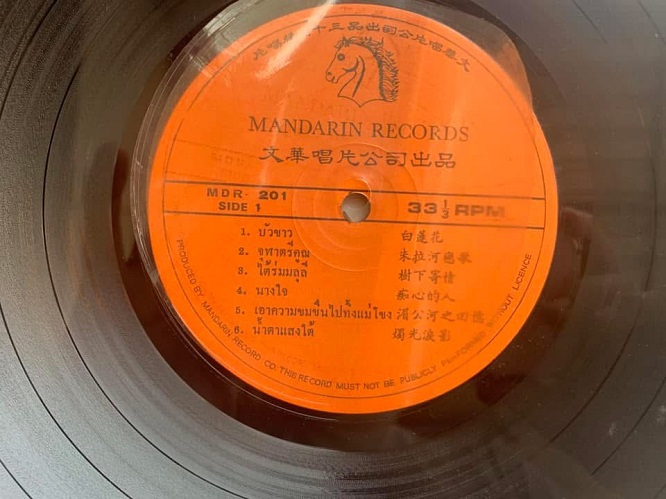 MANDARIN RECORDS
文華唱片公司出品
MDR- 201
SIDE 1
33 1/3 RPM
1. บัวขาว 白蓮花
2. จุฬาตรีคูณ 朱拉河戀歌
3. ใต้ร่มมลุลี 樹下寄情
4. นางใจ 痴心的人
5. เอาความขมขื่นไปทิ้งแม่โขง 湄公河之回憶
6. น้ำตาแสงใต้ 燭光淚影
PRODUCED BY MANDARIN RECORD CO. THIS RECORD MUST NOT BE PUBLICLY PERFORMED WITHOUT LICENCE